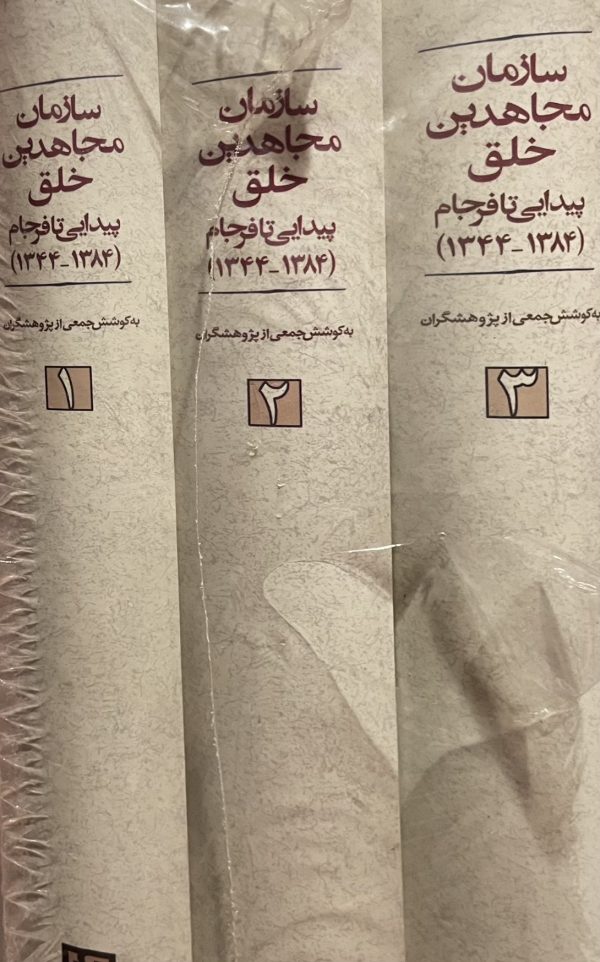 سازمان
مجاهدین
خلق
پیدایی تا فرجام
(۱۳۴۴-۱۳۸۴)
به کوشش جمعی از پژوهشگران
۱
سازمان
مجاهدین
خلق
پیدایی تا فرجام
(۱۳۴۴-۱۳۸۴)
به کوشش جمعی از پژوهشگران
۲
سازمان
مجاهدین
خلق
پیدایی تا فرجام
(۱۳۴۴-۱۳۸۴)
به کوشش جمعی از پژوهشگران
۳